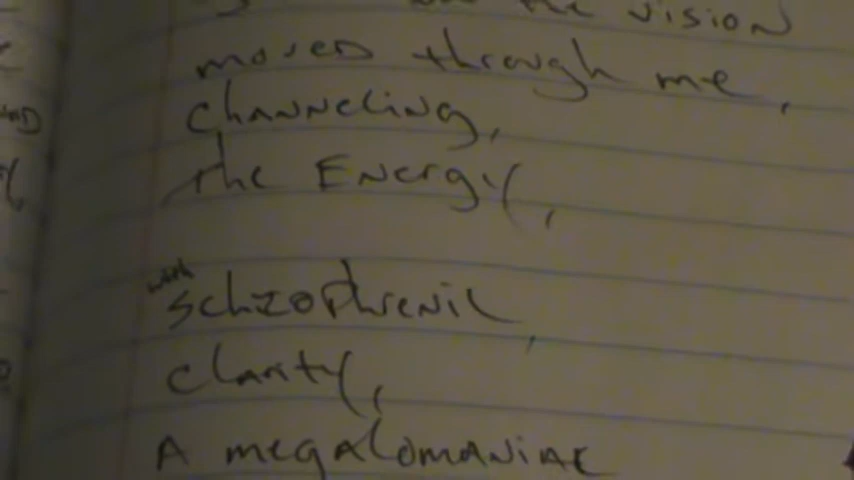 the vision
moved through me,
channeling,
the Energy,
with
schzophrenic,
clarity,
A megalomaniac